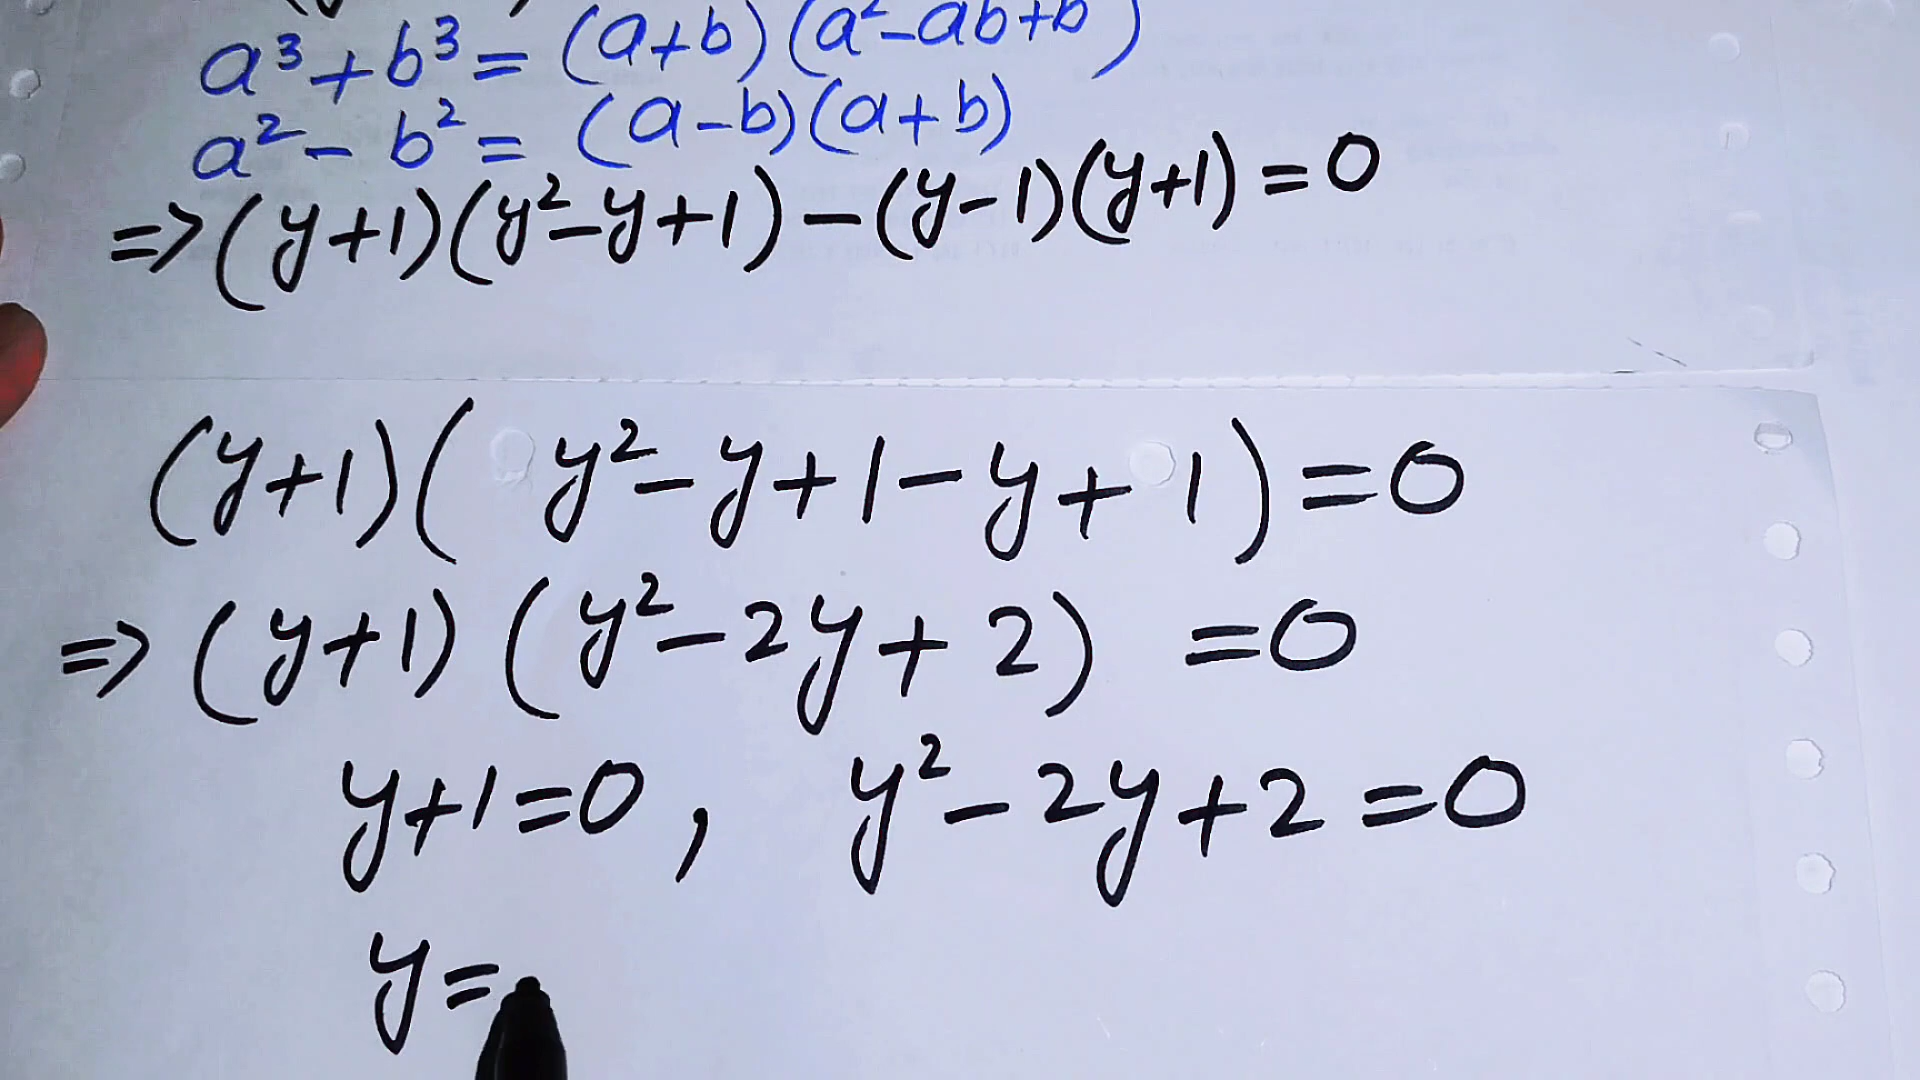 a³+b³=(a+b)(a²-ab+b)
a²-b²=(a-b)(a+b)
=>(y+1)(y²-y+1)-(y-1)(y+1)=0
(y+1)(y²-y+1-y+1)=0
=>(y+1)(y²-2y+2)=0
y+1=0, y²-2y+2=0
y=